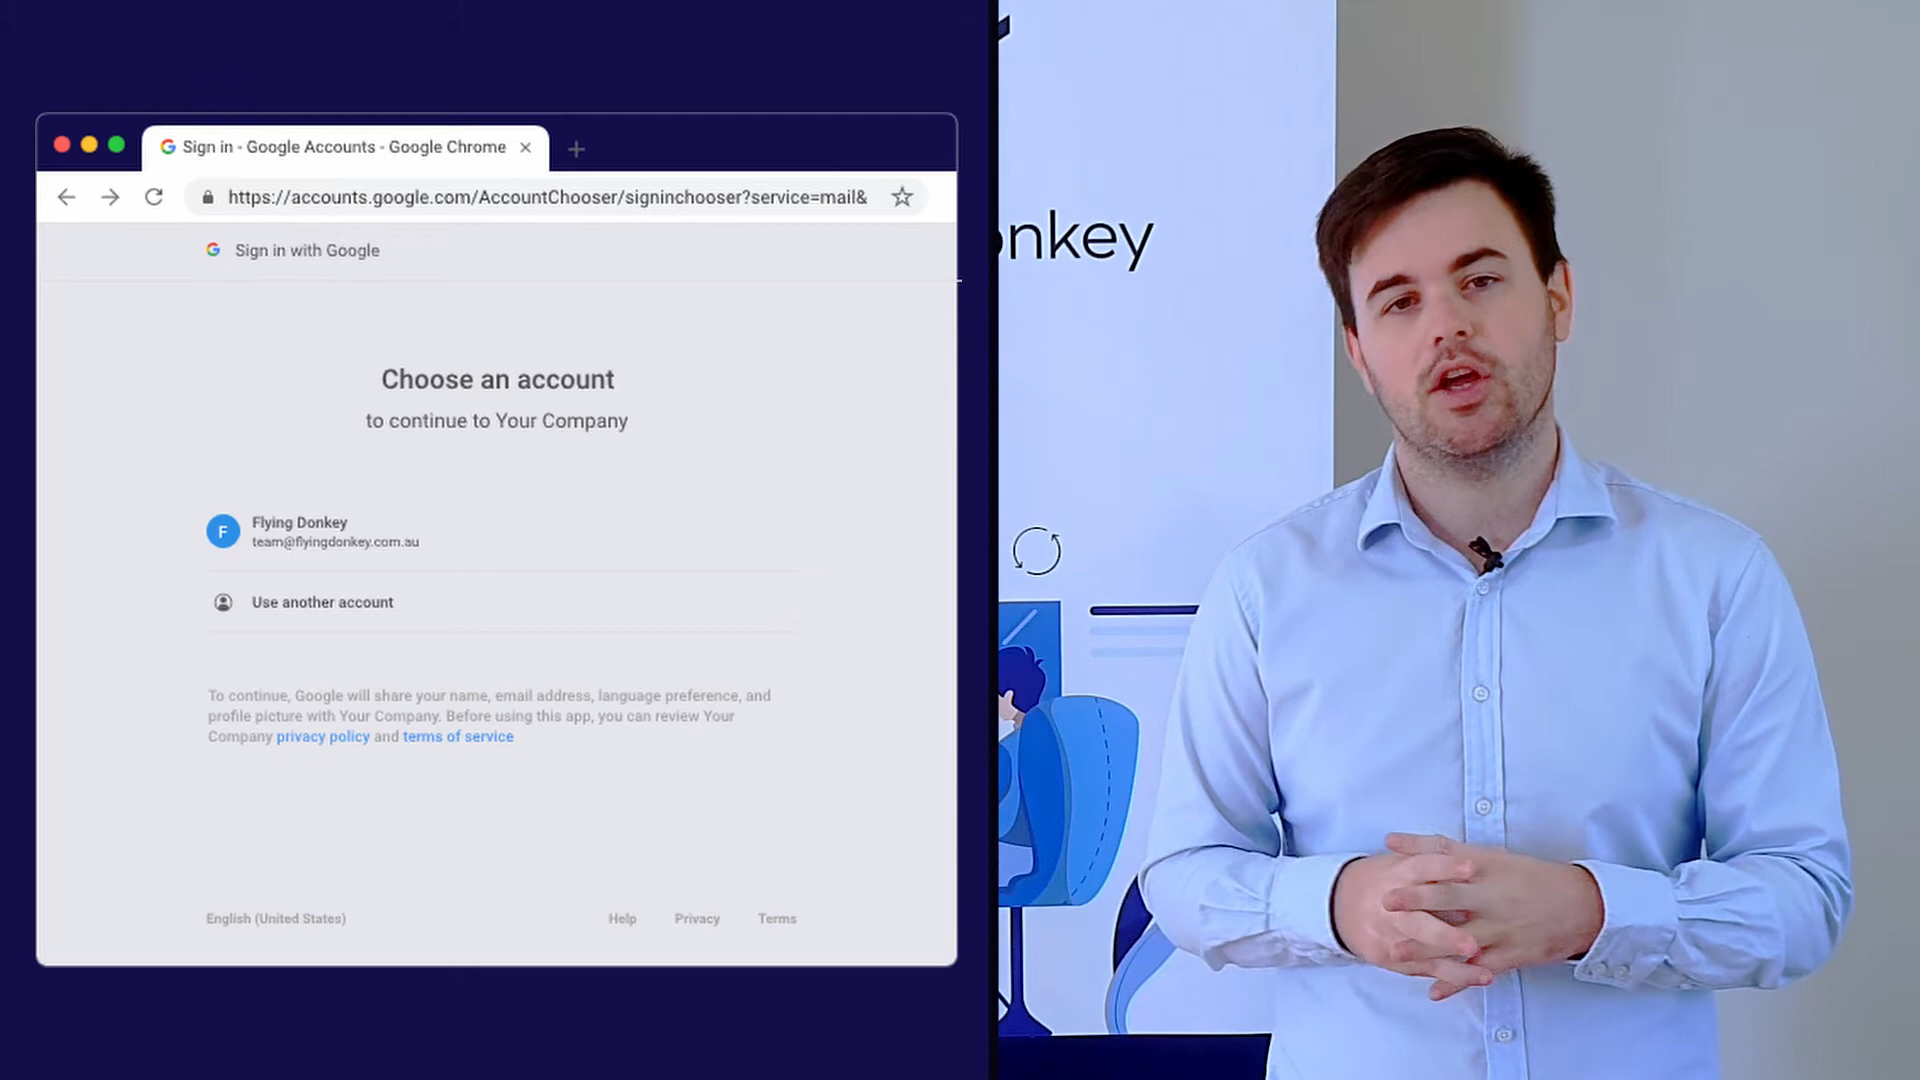 Sign in - Google Accounts - Google Chrome
https://accounts.google.com/AccountChooser/signinchooser?service=mail&
Sign in with Google
Choose an account
to continue to Your Company
F
Flying Donkey
team@flyingdonkey.com.au
Use another account
To continue, Google will share your name, email address, language preference, and
profile picture with Your Company. Before using this app, you can review Your
Company privacy policy and terms of service
English (United States)
Help
Privacy
Terms
onkey